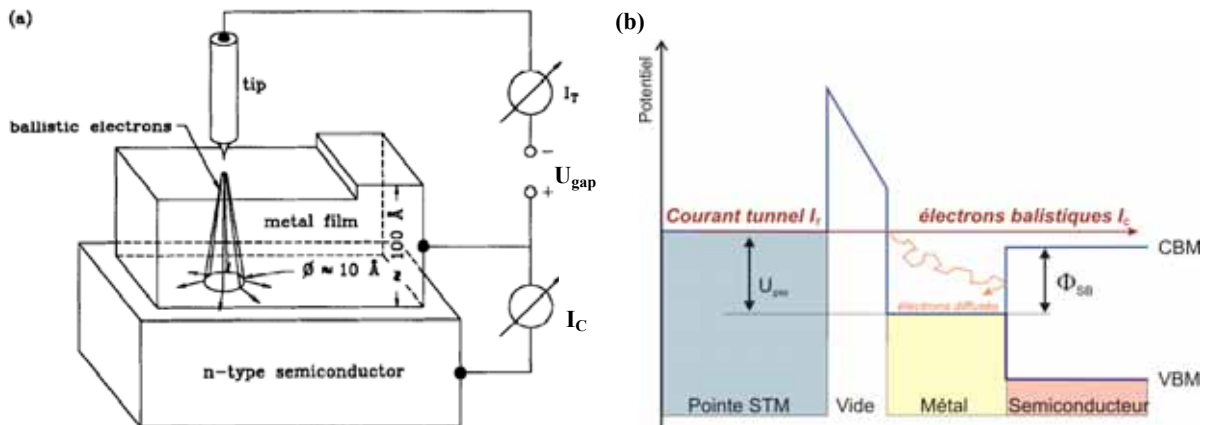 (a)
tip
I_T
ballistic electrons
−
U_gap
+
metal film
≈ 100 Å
Ø ≈ 10 Å
I_C
n-type semiconductor
(b)
Potentiel
Courant tunnel I_T
électrons balistiques I_C
CBM
U_gap
Φ_SB
électrons diffusés
VBM
Pointe STM
Vide
Métal
Semiconducteur